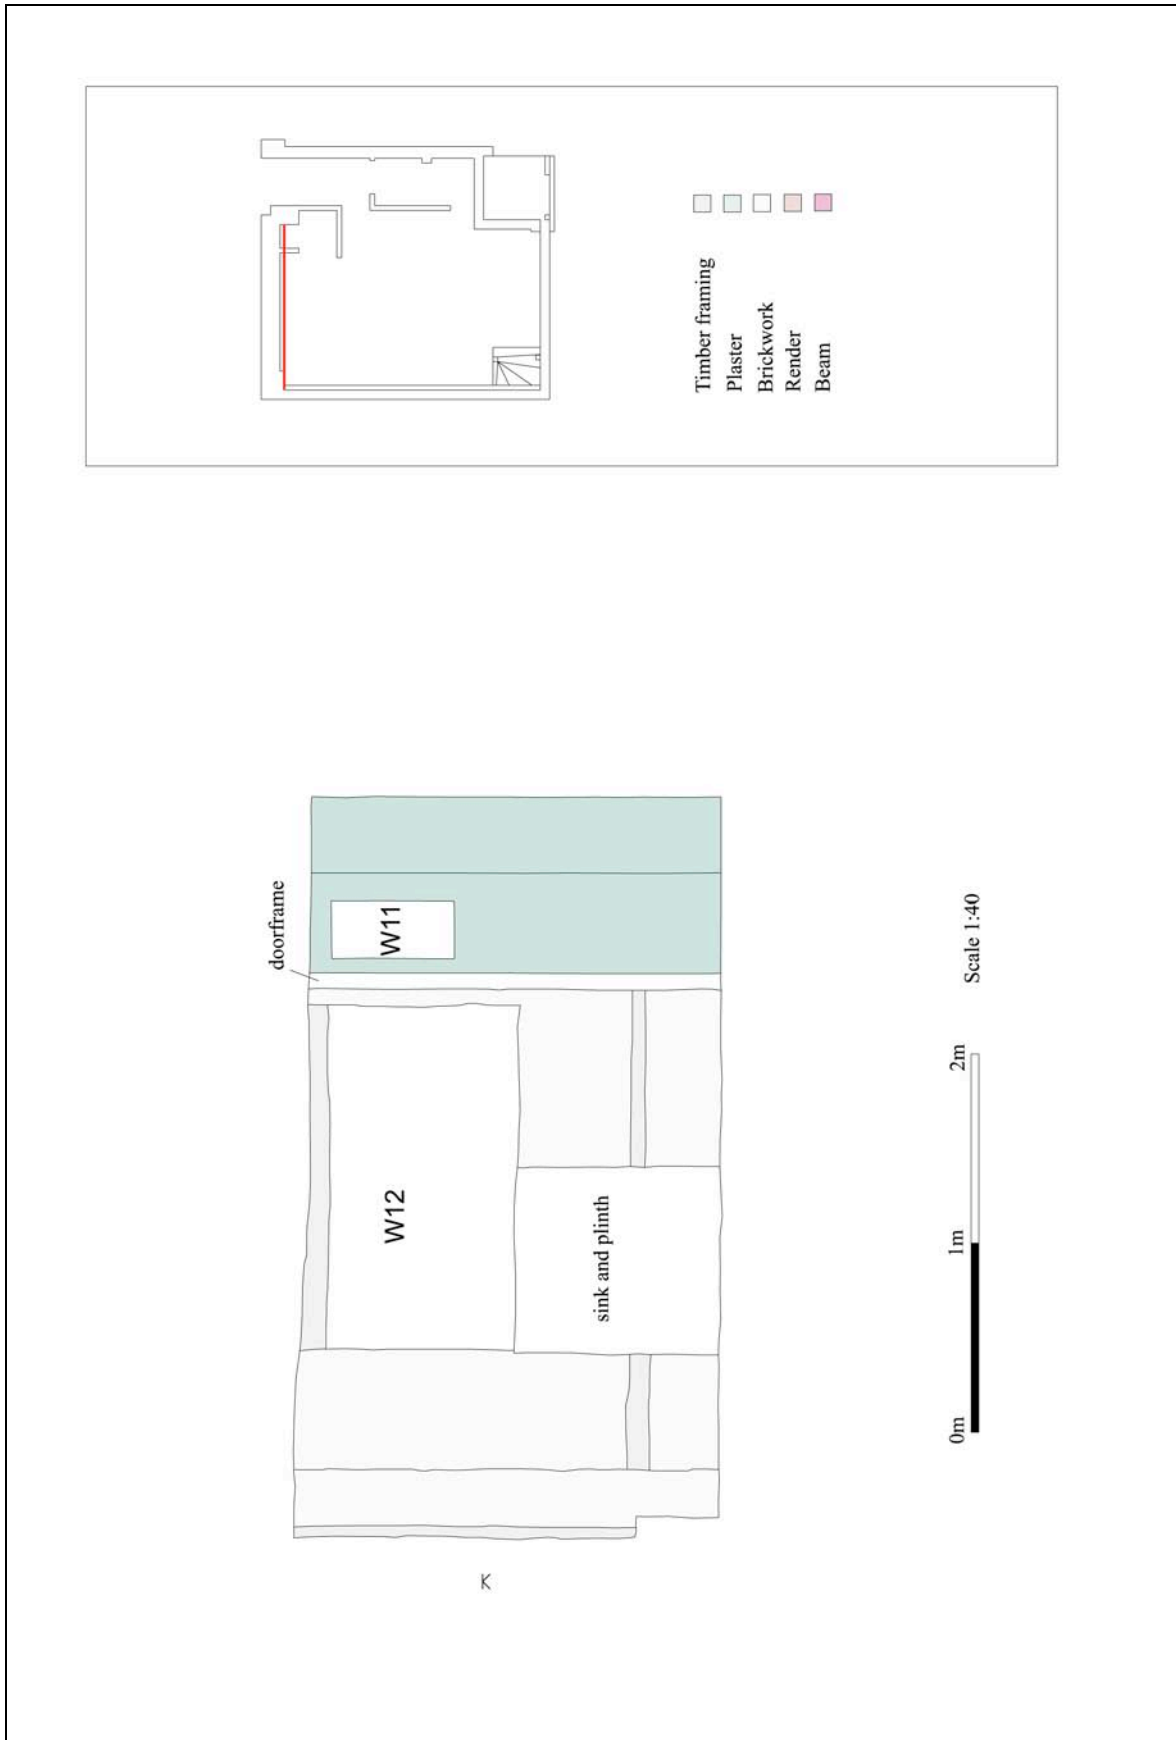 Timber framing
Plaster
Brickwork
Render
Beam
doorframe
W11
W12
sink and plinth
K
0m
1m
2m
Scale 1:40